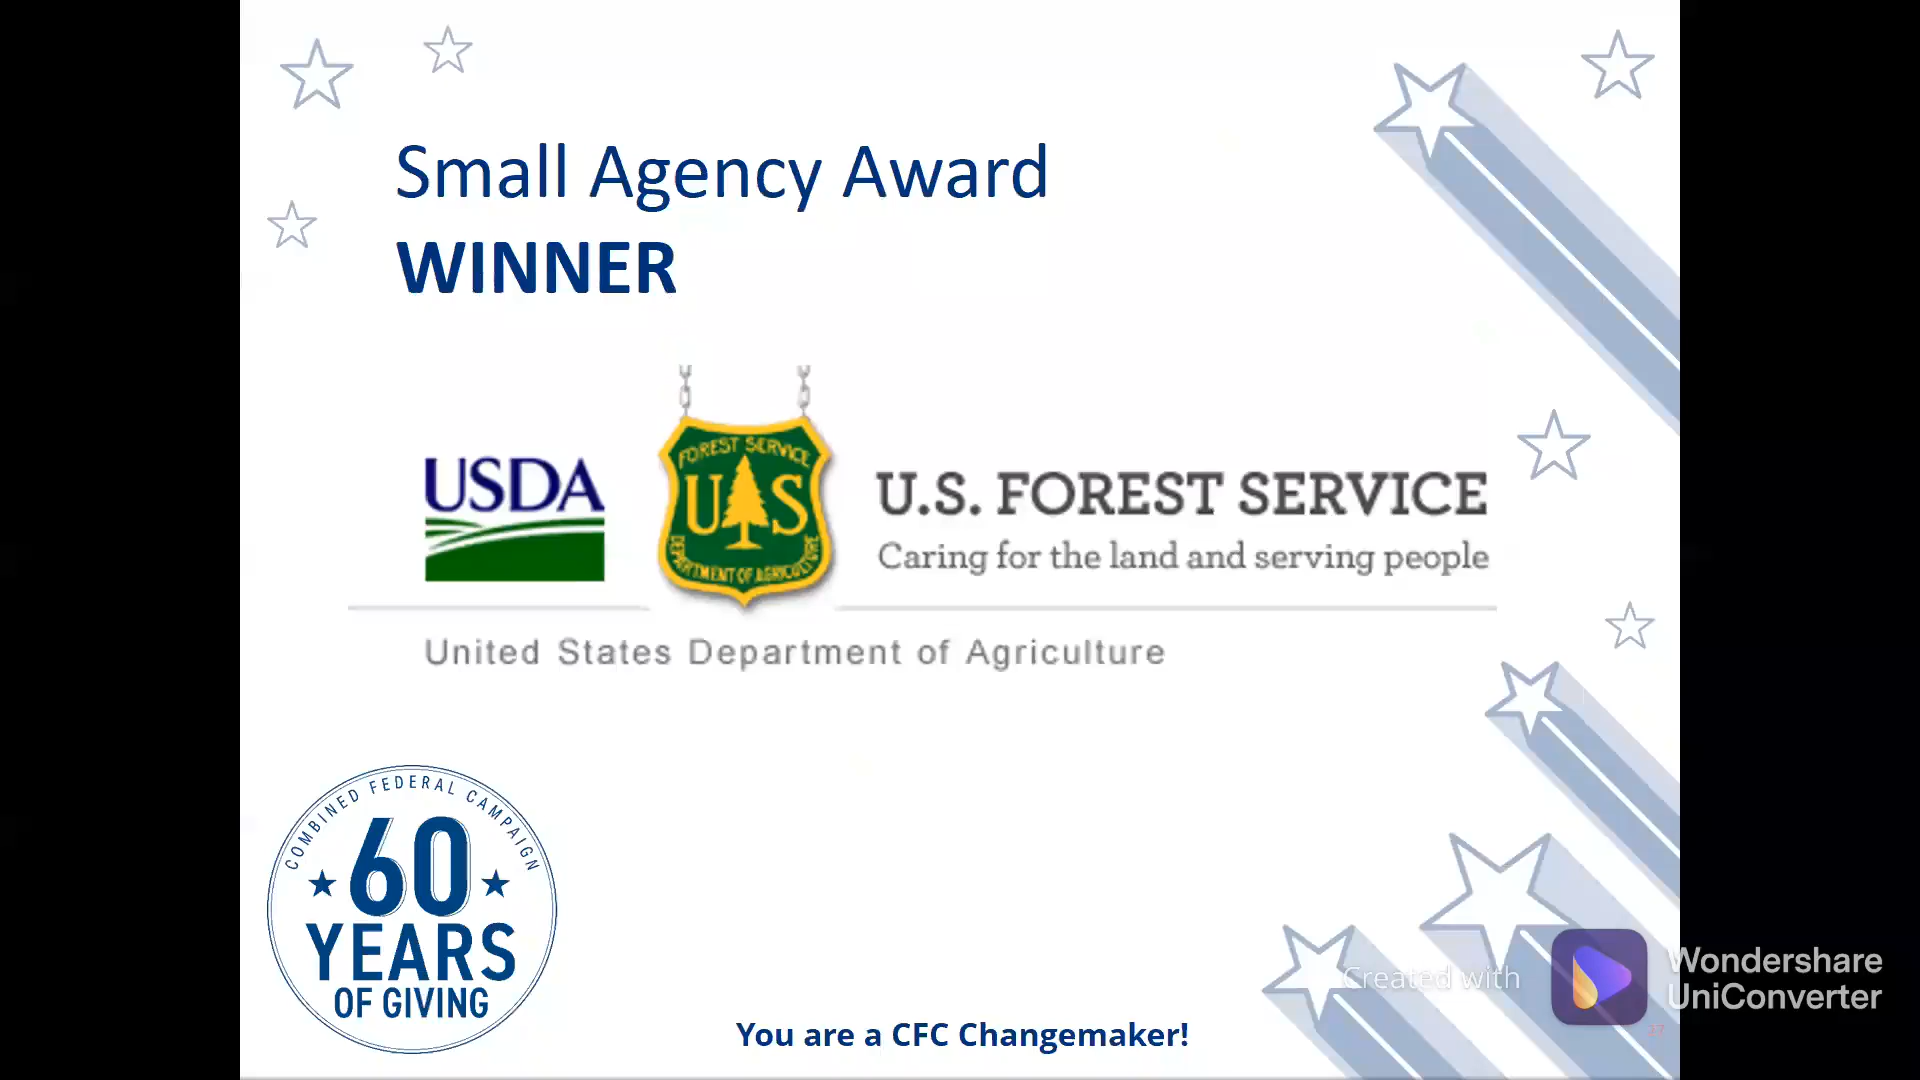 Small Agency Award
WINNER
FOREST SERVICE
USDA
U S
U.S. FOREST SERVICE
DEPARTMENT OF AGRICULTURE
Caring for the land and serving people
United States Department of Agriculture
COMBINED FEDERAL CAMPAIGN
60
YEARS
OF GIVING
Created with
Wondershare
UniConverter
You are a CFC Changemaker!
37